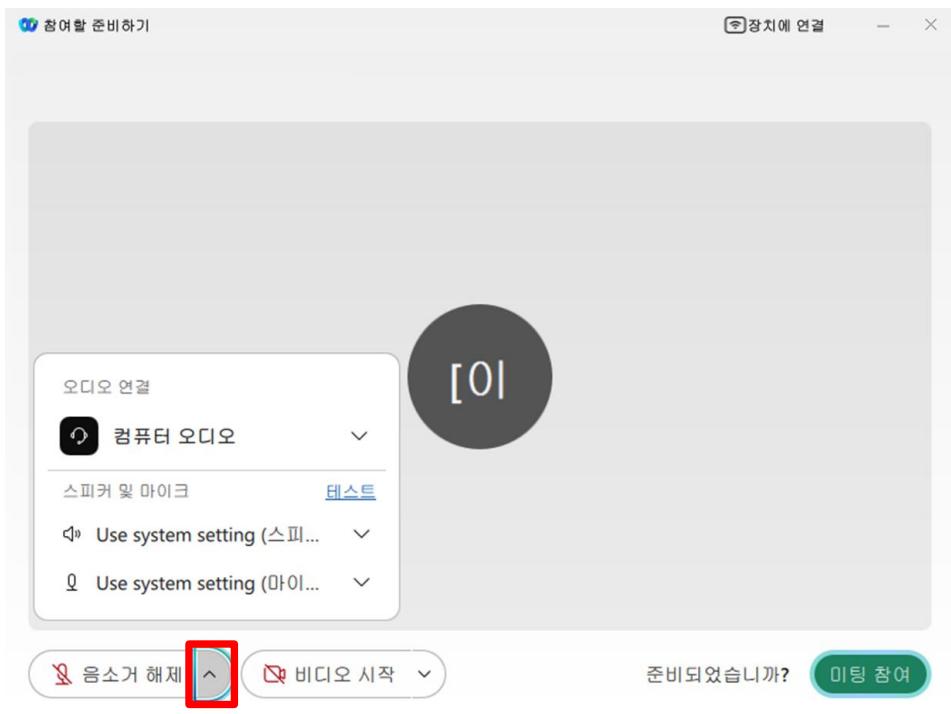 참여할 준비하기
장치에 연결
[이
오디오 연결
컴퓨터 오디오
스피커 및 마이크 테스트
Use system setting (스피...
Use system setting (마이...
음소거 해제
비디오 시작
준비되었습니까?
미팅 참여